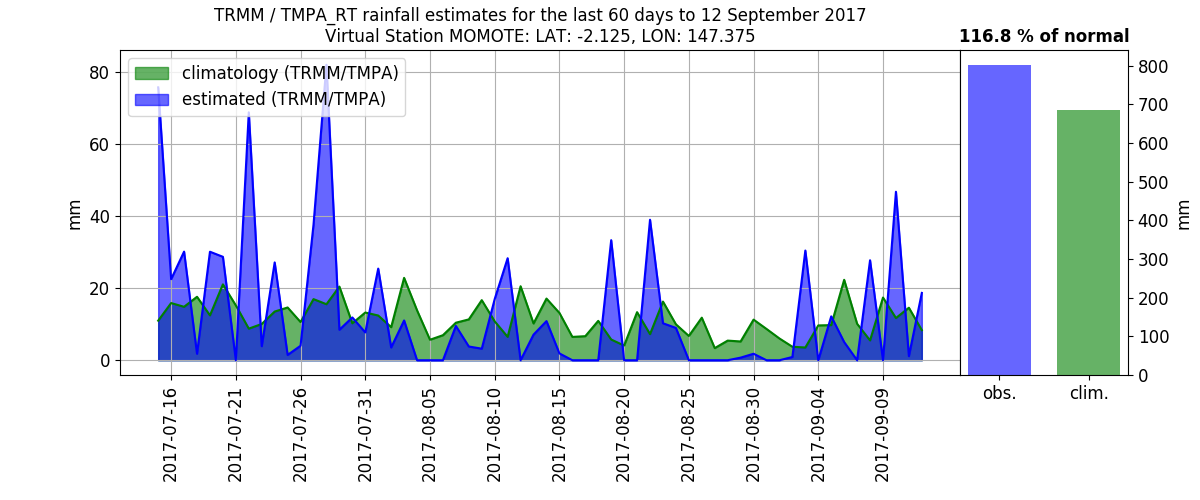 TRMM / TMPA_RT rainfall estimates for the last 60 days to 12 September 2017
Virtual Station MOMOTE: LAT: -2.125, LON: 147.375
116.8 % of normal
climatology (TRMM/TMPA)
estimated (TRMM/TMPA)
mm
80
60
40
20
0
2017-07-16
2017-07-21
2017-07-26
2017-07-31
2017-08-05
2017-08-10
2017-08-15
2017-08-20
2017-08-25
2017-08-30
2017-09-04
2017-09-09
800
700
600
500
400
300
200
100
0
mm
obs.
clim.